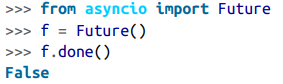 >>> from asyncio import Future
>>> f = Future()
>>> f.done()
False